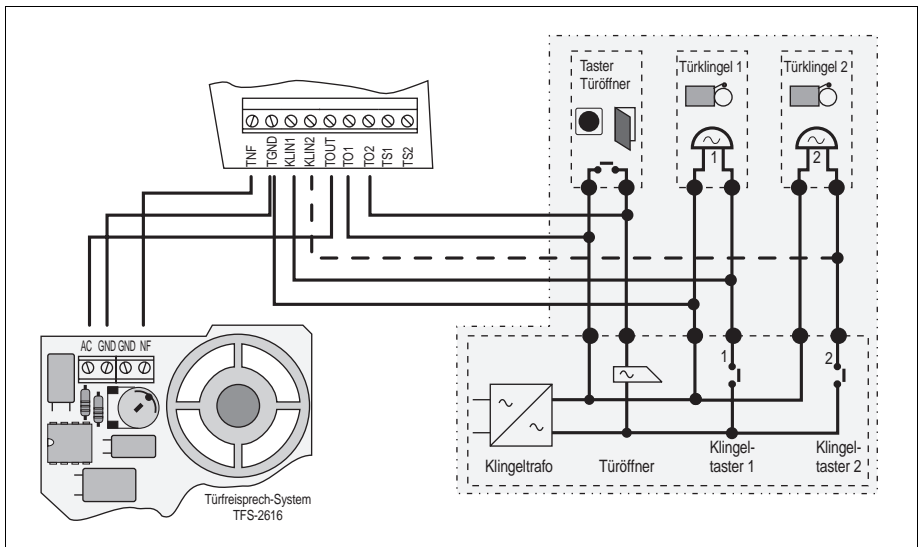 Taster
Türöffner
Türklingel 1
Türklingel 2
TNF
TGND
KLIN1
KLIN2
TOUT
TO1
TO2
TS1
TS2
1
2
AC GND GND NF
1
2
Klingeltrafo
Türöffner
Klingel-
taster 1
Klingel-
taster 2
Türfreisprech-System
TFS-2616